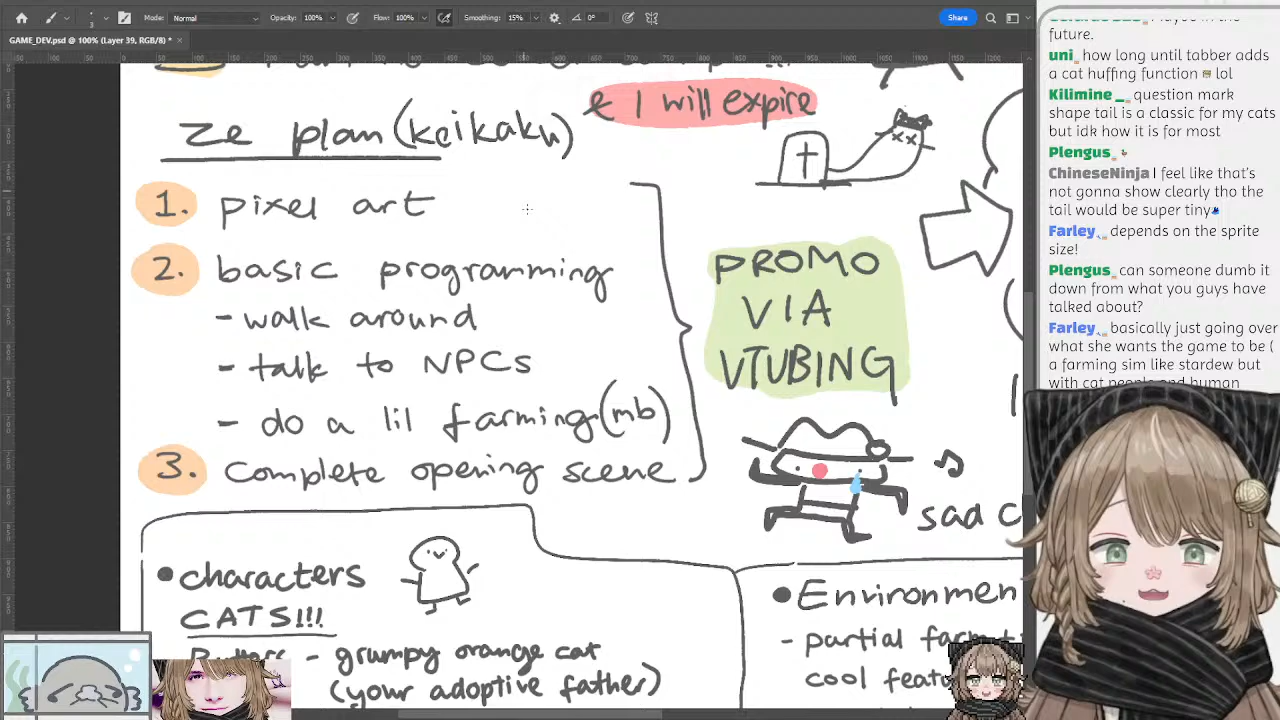 Mode: Normal Opacity: 100% Flow: 100% Smoothing: 15% 0° Share
GAME_DEV.psd @ 100% (Layer 39, RGB/8) *
& I will expire
ze plan (keikaku)
1. pixel art
2. basic programming
- walk around
- talk to NPCs
- do a lil farming (mb)
3. complete opening scene
PROMO
VIA
VTUBING
sad
• characters
CATS!!!
- grumpy orange cat
(your adoptive father)
• Environmen
- partial
cool
future.
uni_ how long until tabber adds
a cat huffing function lol
Kilimine_ question mark
shape tail is a classic for my cats
but idk how it is for most
Plengus
ChineseNinja I feel like that's
not gonna show clearly tho the
tail would be super tiny
Farley_ depends on the sprite
size!
Plengus can someone dumb it
down from what you guys have
talked about?
Farley_ basically just going over
what she wants the game to be (
a farming sim like stardew but
with cat people and human